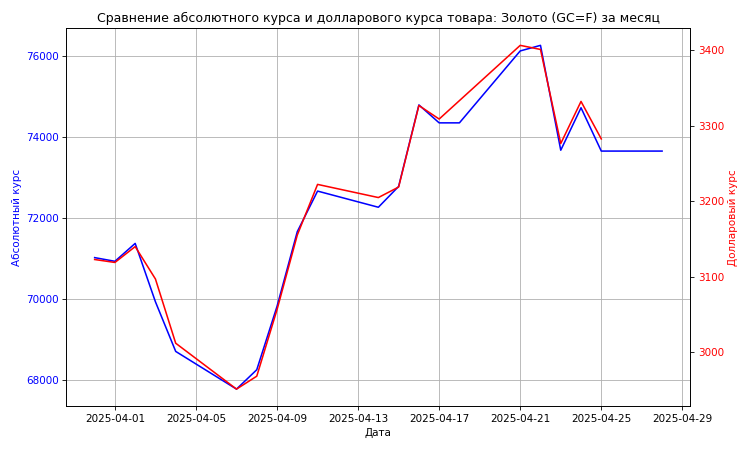 Сравнение абсолютного курса и долларового курса товара: Золото (GC=F) за месяц
Абсолютный курс
76000
74000
72000
70000
68000
3400
3300
3200
3100
3000
Долларовый курс
2025-04-01 2025-04-05 2025-04-09 2025-04-13 2025-04-17 2025-04-21 2025-04-25 2025-04-29
Дата